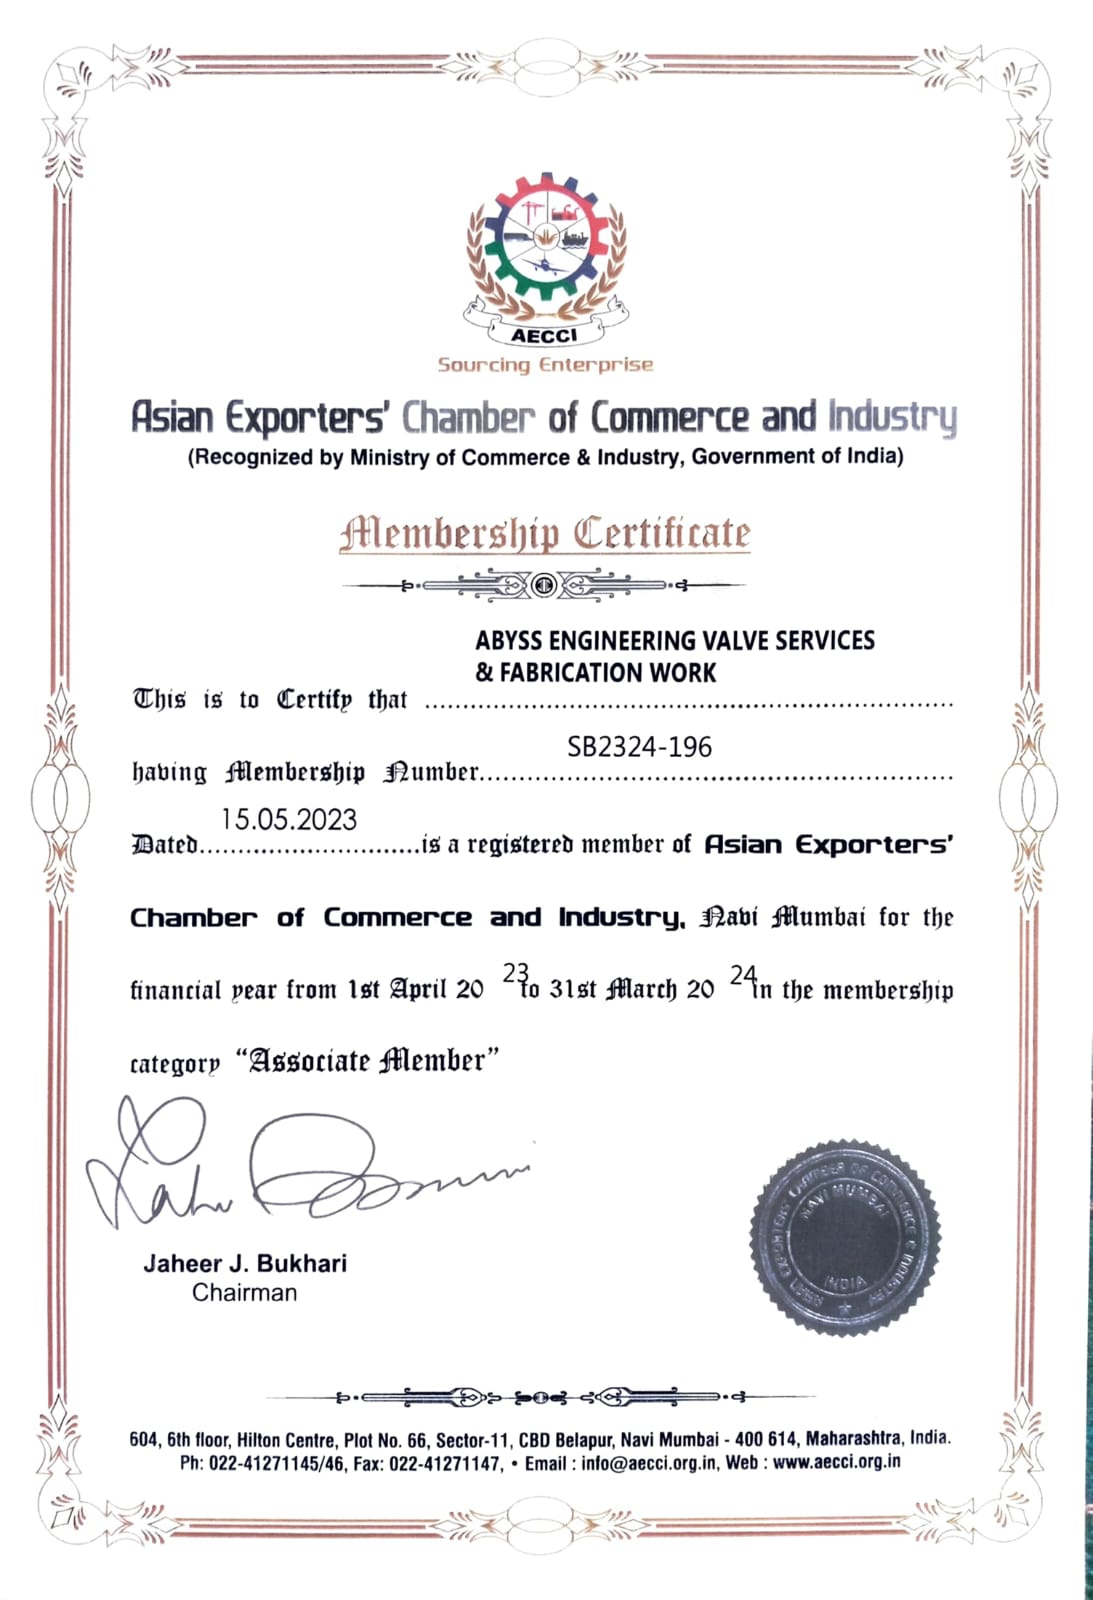 AECCI
Sourcing Enterprise
Asian Exporters' Chamber of Commerce and Industry
(Recognized by Ministry of Commerce & Industry, Government of India)
Membership Certificate
ABYSS ENGINEERING VALVE SERVICES
& FABRICATION WORK
This is to Certify that ......................................................................
SB2324-196
having Membership Number...............................................................
15.05.2023
Dated.............................is a registered member of Asian Exporters'
Chamber of Commerce and Industry, Navi Mumbai for the
financial year from 1st April 20 23 to 31st March 20 24 in the membership
category “Associate Member”
Jaheer J. Bukhari
Chairman
ASIAN EXPORTERS' CHAMBER OF COMMERCE & INDUSTRY
NAVI MUMBAI
INDIA
604, 6th floor, Hilton Centre, Plot No. 66, Sector-11, CBD Belapur, Navi Mumbai - 400 614, Maharashtra, India.
Ph: 022-41271145/46, Fax: 022-41271147, • Email : info@aecci.org.in, Web : www.aecci.org.in